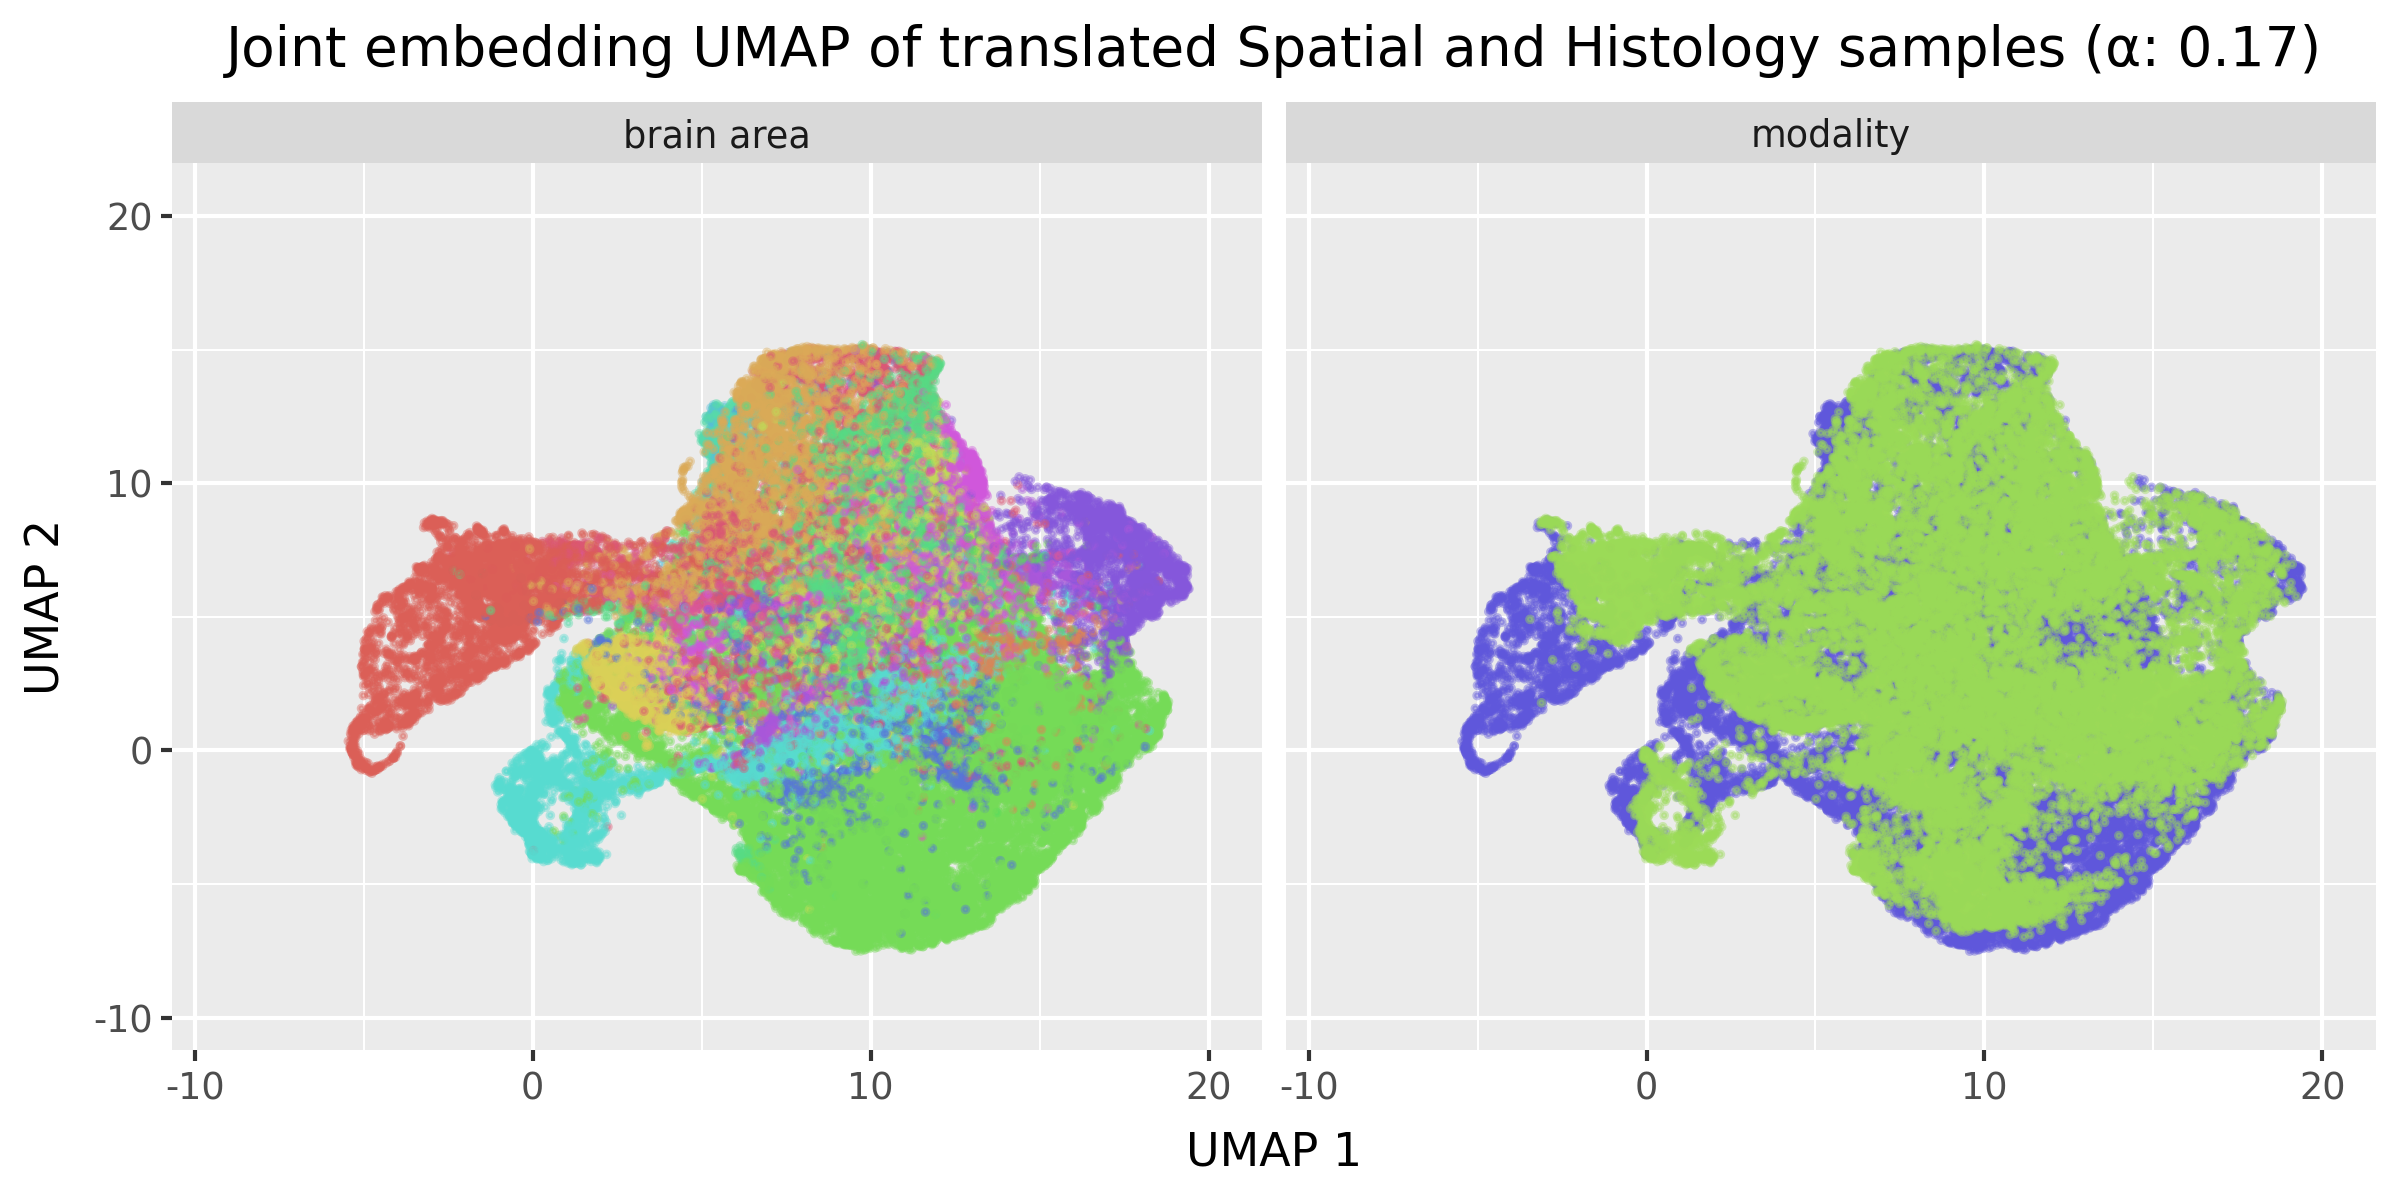 Joint embedding UMAP of translated Spatial and Histology samples (α: 0.17)
brain area
modality
20
10
0
-10
UMAP 2
-10 0 10 20
-10 0 10 20
UMAP 1